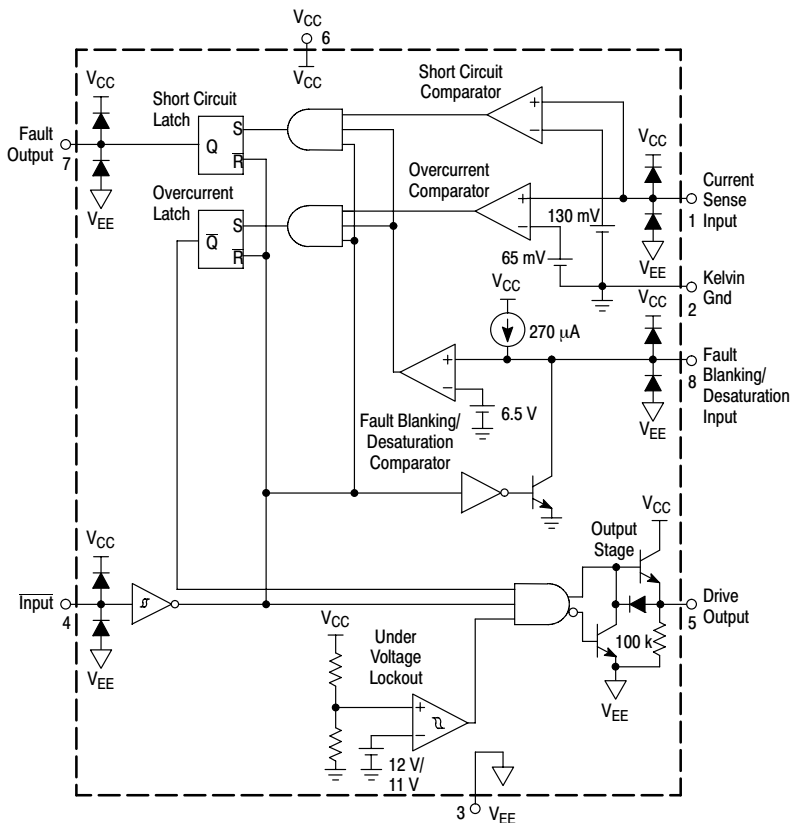 VCC
6
VCC
VCC
Short Circuit
Latch
Short Circuit
Comparator
Fault
Output
7
S
Q
R
VCC
Current
Sense
Input
1
VEE
Overcurrent
Latch
Overcurrent
Comparator
130 mV
S
Q
R
65 mV
VEE
Kelvin
Gnd
2
VCC
VCC
270 µA
Fault
Blanking/
Desaturation
Input
8
6.5 V
VEE
Fault Blanking/
Desaturation
Comparator
VCC
Output
Stage
VCC
Input
4
Drive
Output
5
100 k
VEE
VCC
Under
Voltage
Lockout
VEE
12 V/
11 V
3
VEE